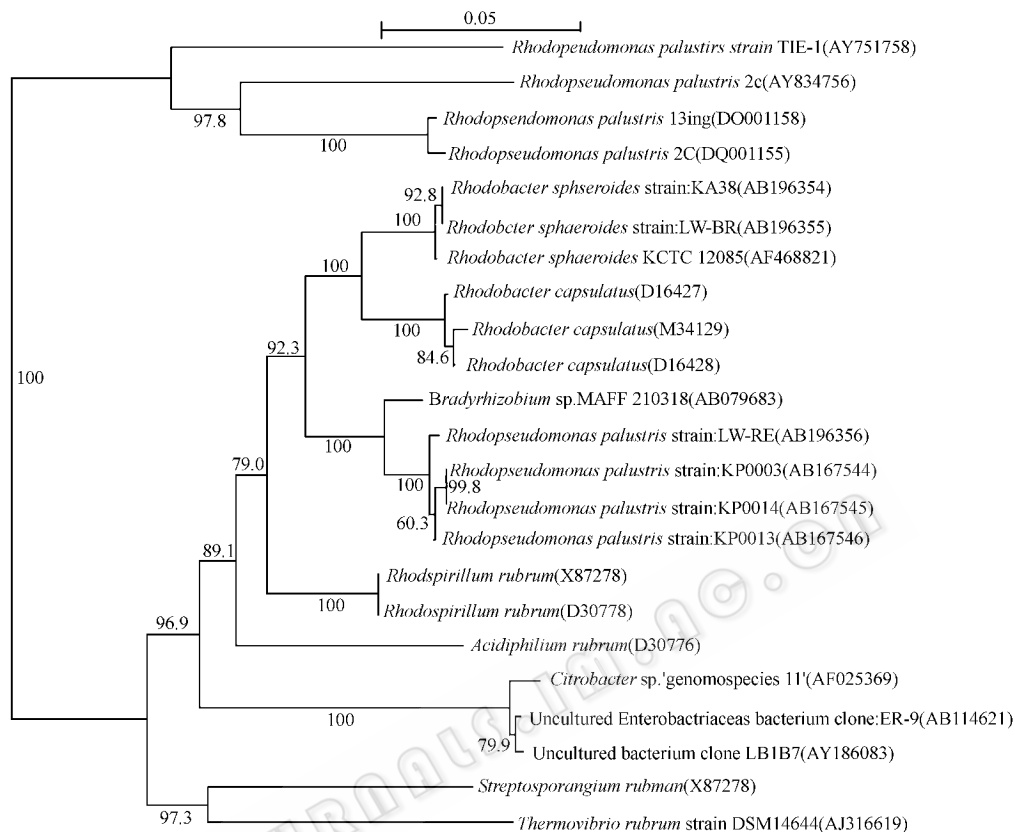 0.05
Rhodopeudomonas palustirs strain TIE-1(AY751758)
Rhodopseudomonas palustris 2c(AY834756)
97.8
Rhodopsendomonas palustris 13ing(DO001158)
100
Rhodopseudomonas palustris 2C(DQ001155)
Rhodobacter sphseroides strain:KA38(AB196354)
92.8
100
Rhodobcter sphaeroides strain:LW-BR(AB196355)
Rhodobacter sphaeroides KCTC 12085(AF468821)
100
Rhodobacter capsulatus(D16427)
100
Rhodobacter capsulatus(M34129)
92.3
84.6
Rhodobacter capsulatus(D16428)
100
Bradyrhizobium sp.MAFF 210318(AB079683)
100
Rhodopseudomonas palustris strain:LW-RE(AB196356)
79.0
Rhodopseudomonas palustris strain:KP0003(AB167544)
100
99.8
Rhodopseudomonas palustris strain:KP0014(AB167545)
60.3
Rhodopseudomonas palustris strain:KP0013(AB167546)
89.1
Rhodspirillum rubrum(X87278)
100
Rhodospirillum rubrum(D30778)
96.9
Acidiphilium rubrum(D30776)
Citrobacter sp.'genomospecies 11'(AF025369)
100
Uncultured Enterobactriaceas bacterium clone:ER-9(AB114621)
79.9
Uncultured bacterium clone LB1B7(AY186083)
Streptosporangium rubman(X87278)
97.3
Thermovibrio rubrum strain DSM14644(AJ316619)